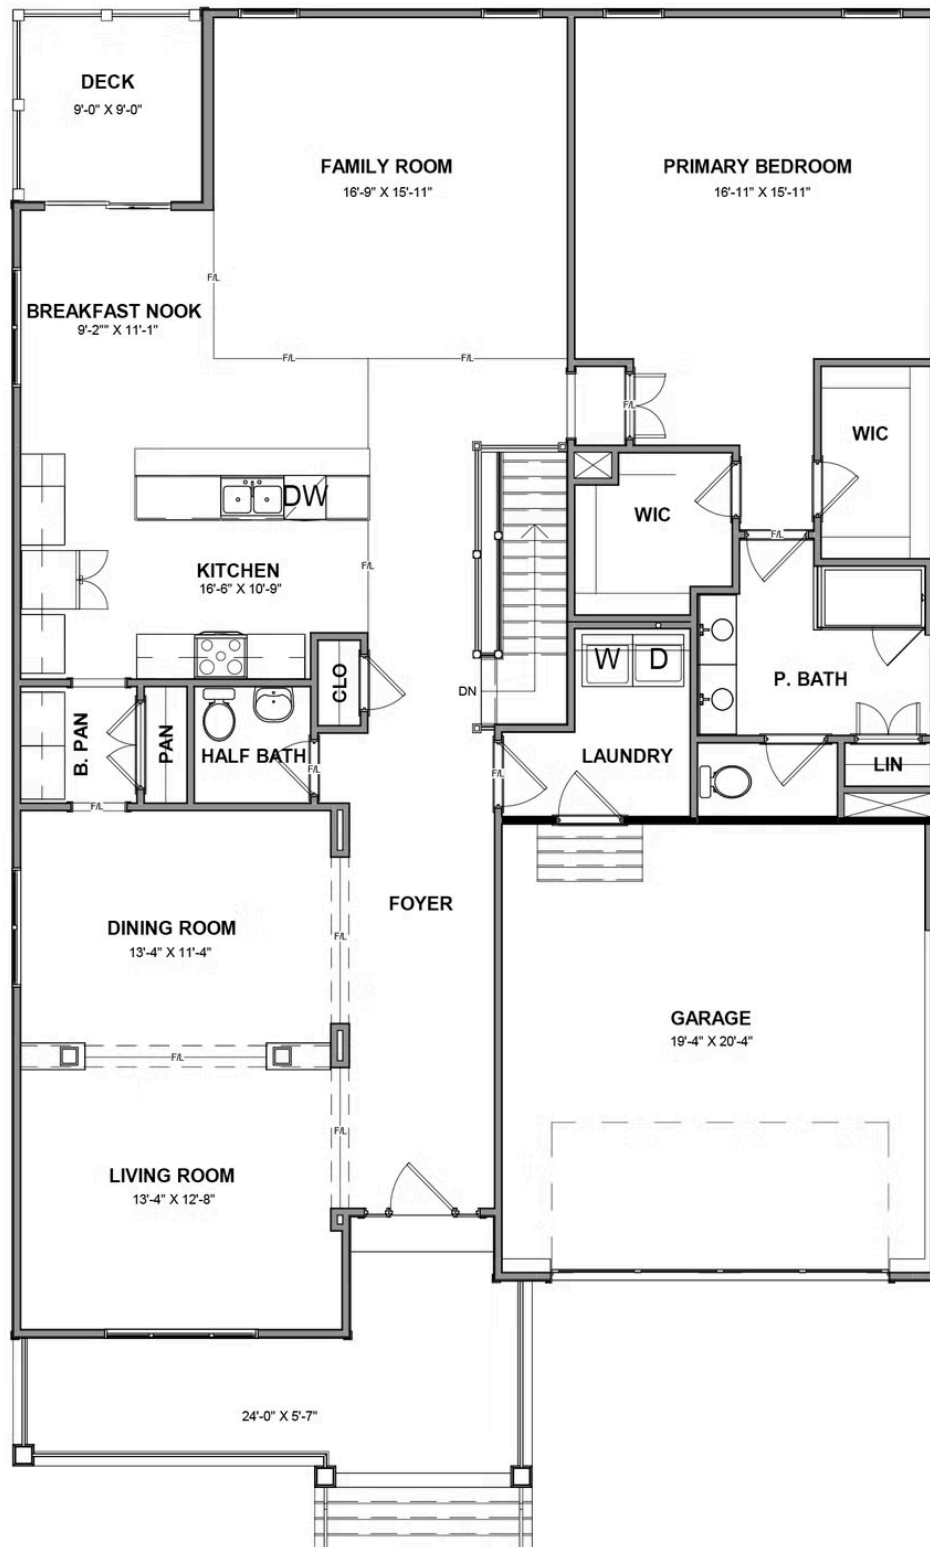 DECK
9'-0" X 9'-0"
FAMILY ROOM
16'-9" X 15'-11"
PRIMARY BEDROOM
16'-11" X 15'-11"
F/L
BREAKFAST NOOK
9'-2"" X 11'-1"
F/L
F/L
F/L
WIC
WIC
DW
F/L
F/L
KITCHEN
16'-6" X 10'-9"
CLO
W
D
DN
P. BATH
B. PAN
PAN
HALF BATH
F/L
LAUNDRY
F/L
LIN
F/L
FOYER
DINING ROOM
13'-4" X 11'-4"
F/L
GARAGE
19'-4" X 20'-4"
F/L
F/L
LIVING ROOM
13'-4" X 12'-8"
24'-0" X 5'-7"